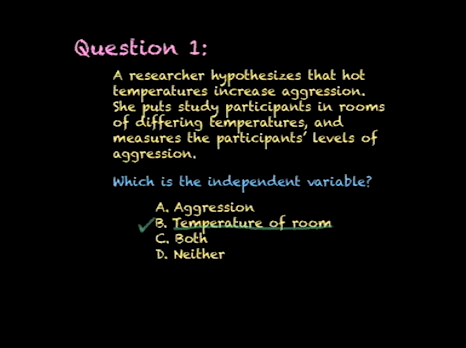 Question 1:
A researcher hypothesizes that hot
temperatures increase aggression.
She puts study participants in rooms
of differing temperatures, and
measures the participants' levels of
aggression.
Which is the independent variable?
A. Aggression
B. Temperature of room
C. Both
D. Neither